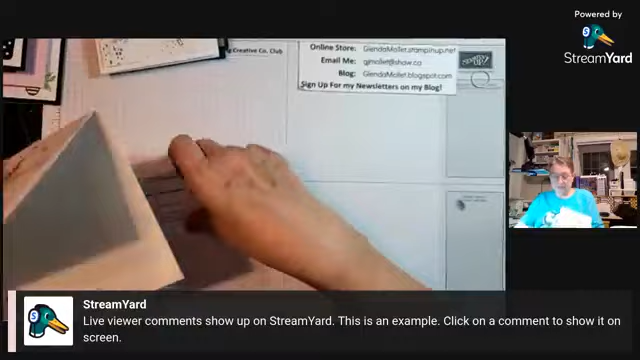 Powered by
StreamYard
g Creative Co. Club
Online Store: GlendaMollet.stampinup.net
Email Me: gjmollet@shaw.ca
Blog: GlendaMollet.blogspot.com
Sign Up For my Newsletters on my Blog!
StreamYard
Live viewer comments show up on StreamYard. This is an example. Click on a comment to show it on
screen.